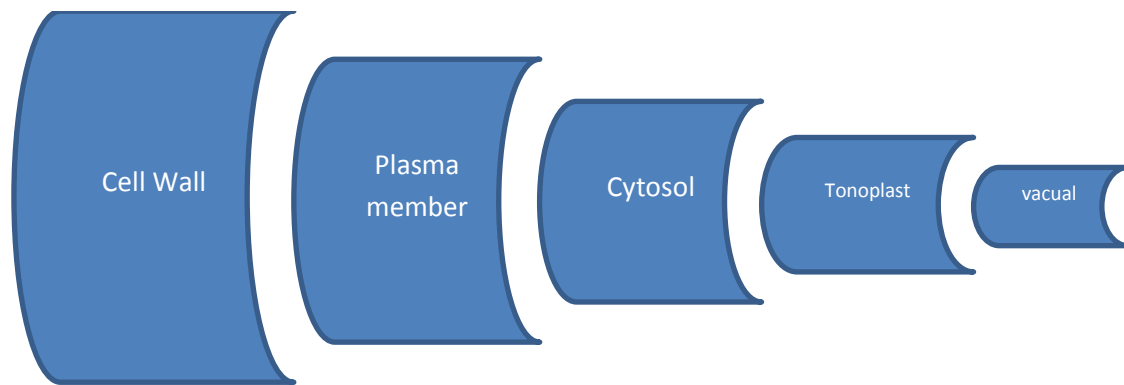 Cell Wall
Plasma
member
Cytosol
Tonoplast
vacual